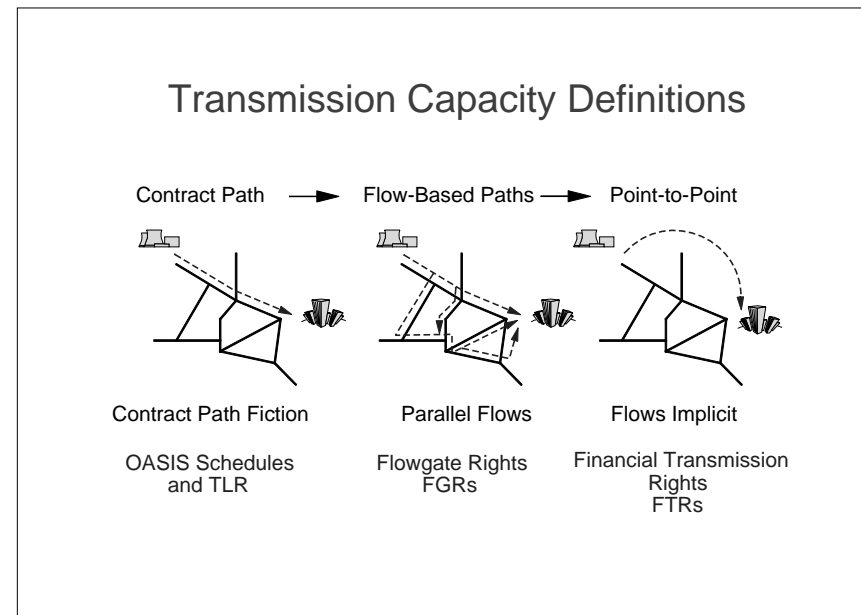 Transmission Capacity Definitions
Contract Path
Flow-Based Paths
Point-to-Point
Contract Path Fiction
Parallel Flows
Flows Implicit
OASIS Schedules
and TLR
Flowgate Rights
FGRs
Financial Transmission
Rights
FTRs